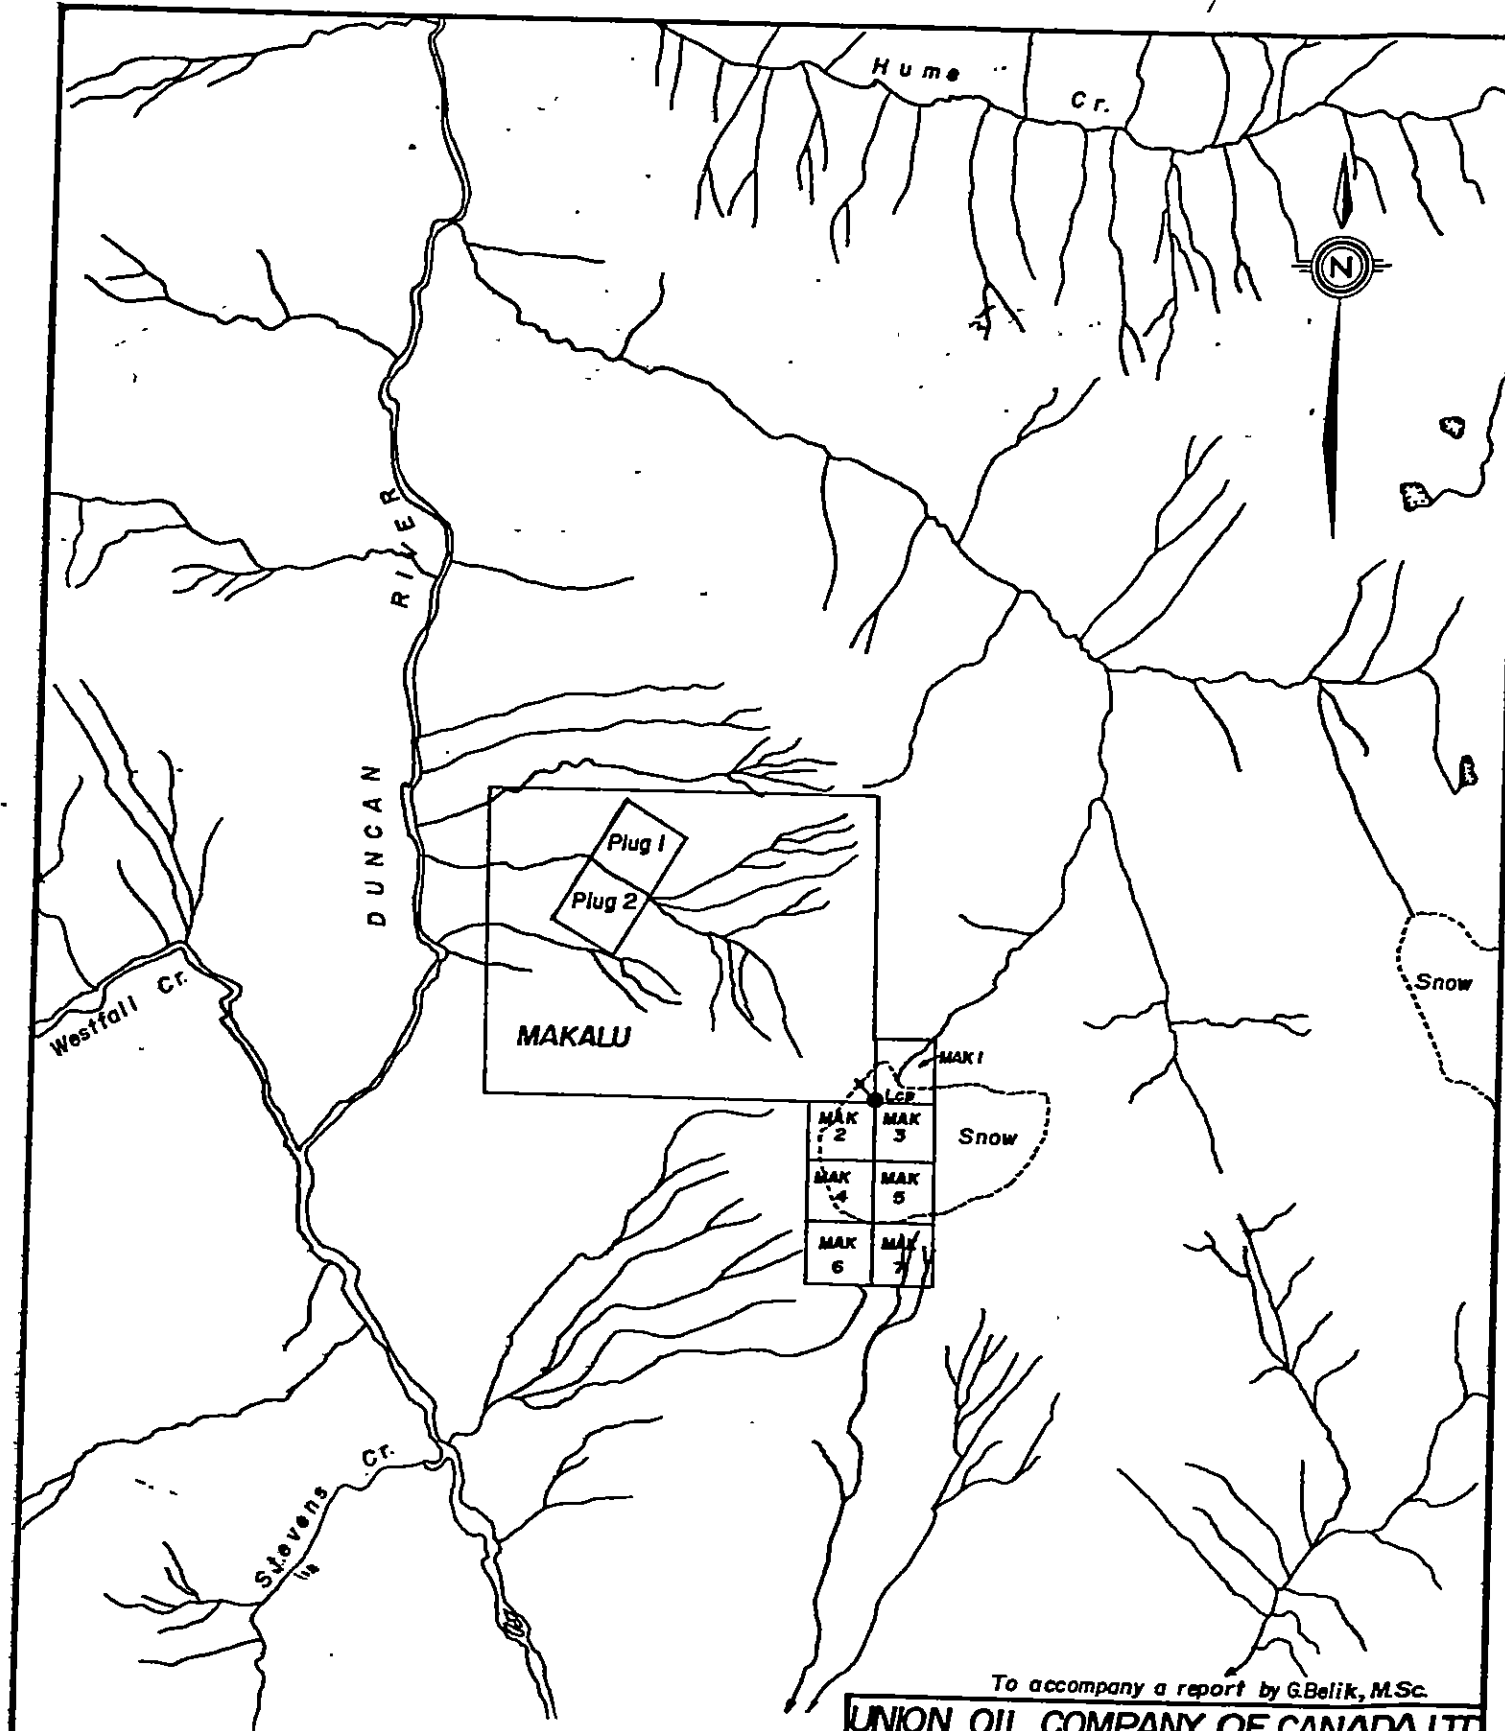 Hume Cr.
N
DUNCAN RIVER
Plug 1
Plug 2
Westfall Cr.
Snow
MAKALU
MAK 1
Lcp
MAK
2
MAK
3
Snow
MAK
4
MAK
5
MAK
6
MAK
7
Stevens Cr.
To accompany a report by G.Belik, M.Sc.
UNION OIL COMPANY OF CANADA LTD